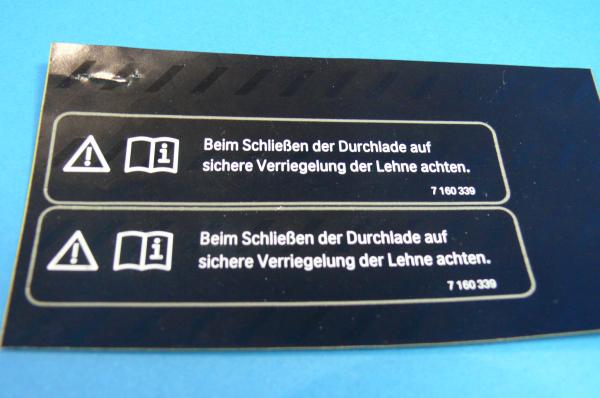 Beim Schließen der Durchlade auf
sichere Verriegelung der Lehne achten.
7 160 339
Beim Schließen der Durchlade auf
sichere Verriegelung der Lehne achten.
7 160 339